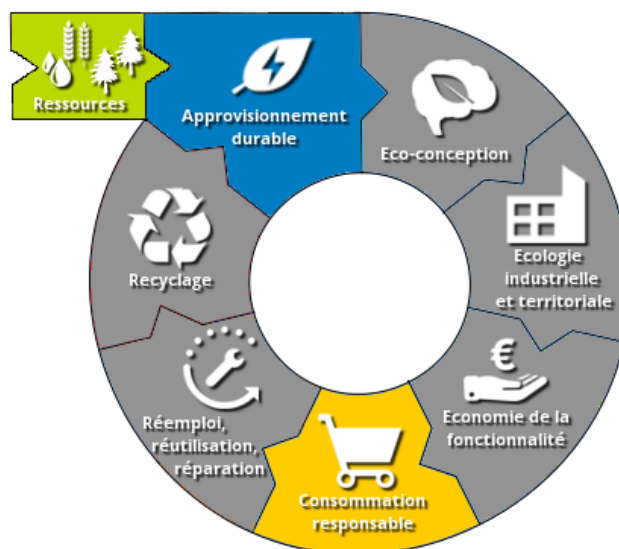 Ressources
Approvisionnement
durable
Eco-conception
Ecologie
industrielle
et territoriale
€
Economie de la
fonctionnalité
Consommation
responsable
Réemploi,
réutilisation,
réparation
Recyclage